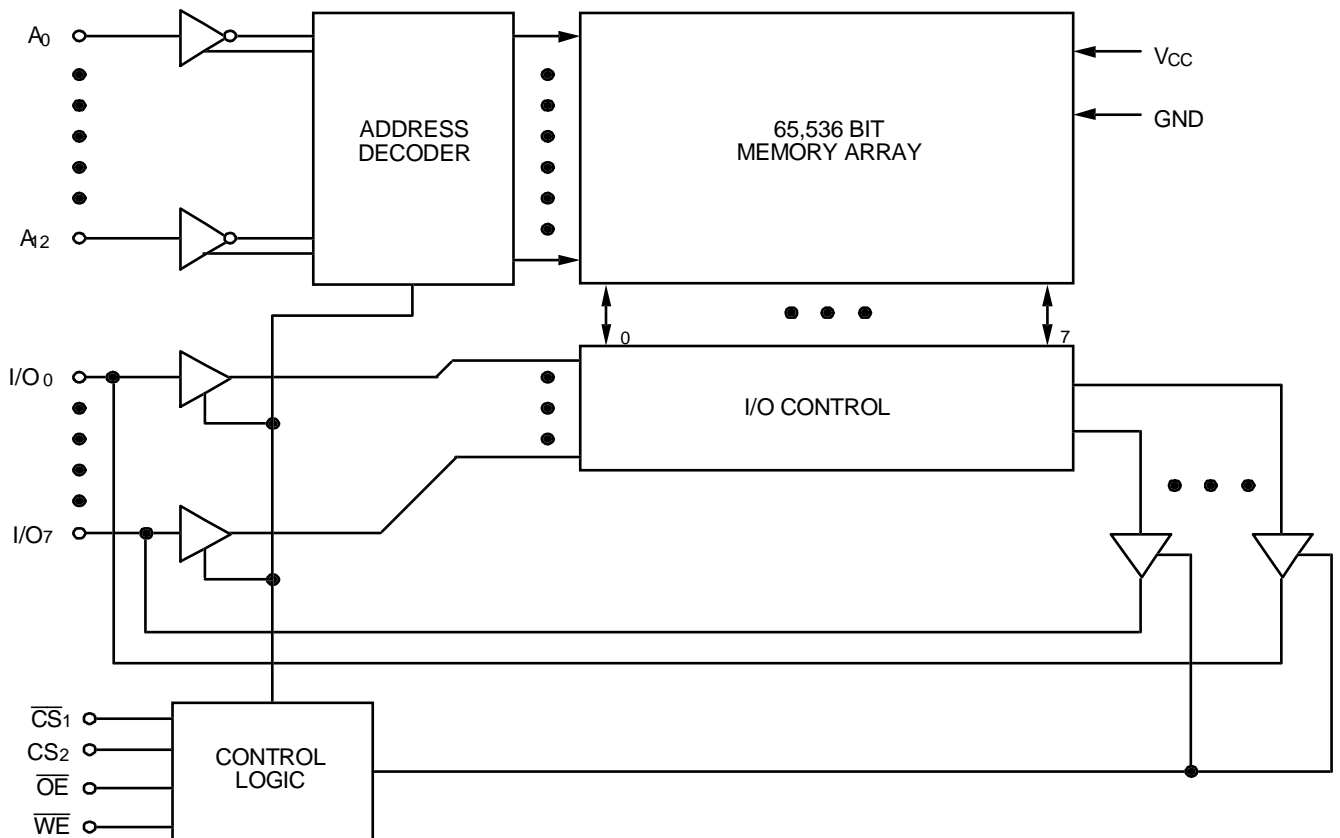 A0
VCC
ADDRESS
DECODER
65,536 BIT
MEMORY ARRAY
GND
A12
0
7
I/O 0
I/O CONTROL
I/O7
CS1
CS2
OE
WE
CONTROL
LOGIC